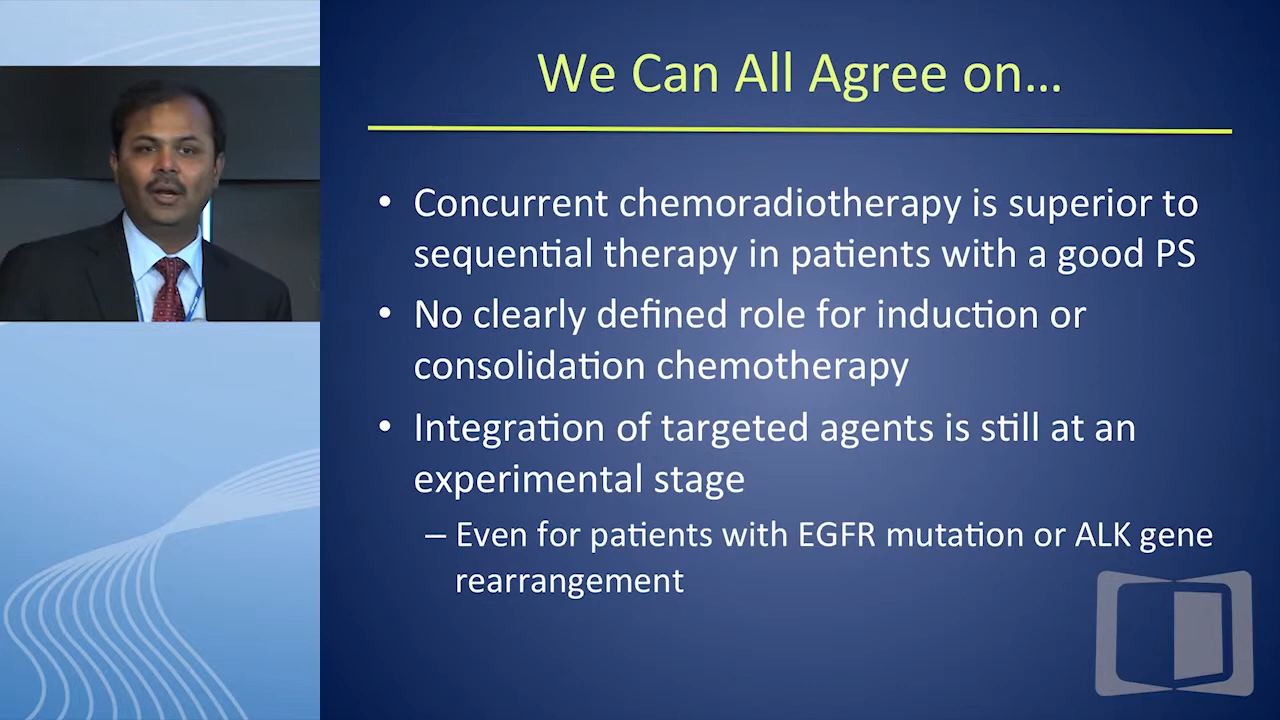 We Can All Agree on…
• Concurrent chemoradiotherapy is superior to
sequential therapy in patients with a good PS
• No clearly defined role for induction or
consolidation chemotherapy
• Integration of targeted agents is still at an
experimental stage
– Even for patients with EGFR mutation or ALK gene
rearrangement